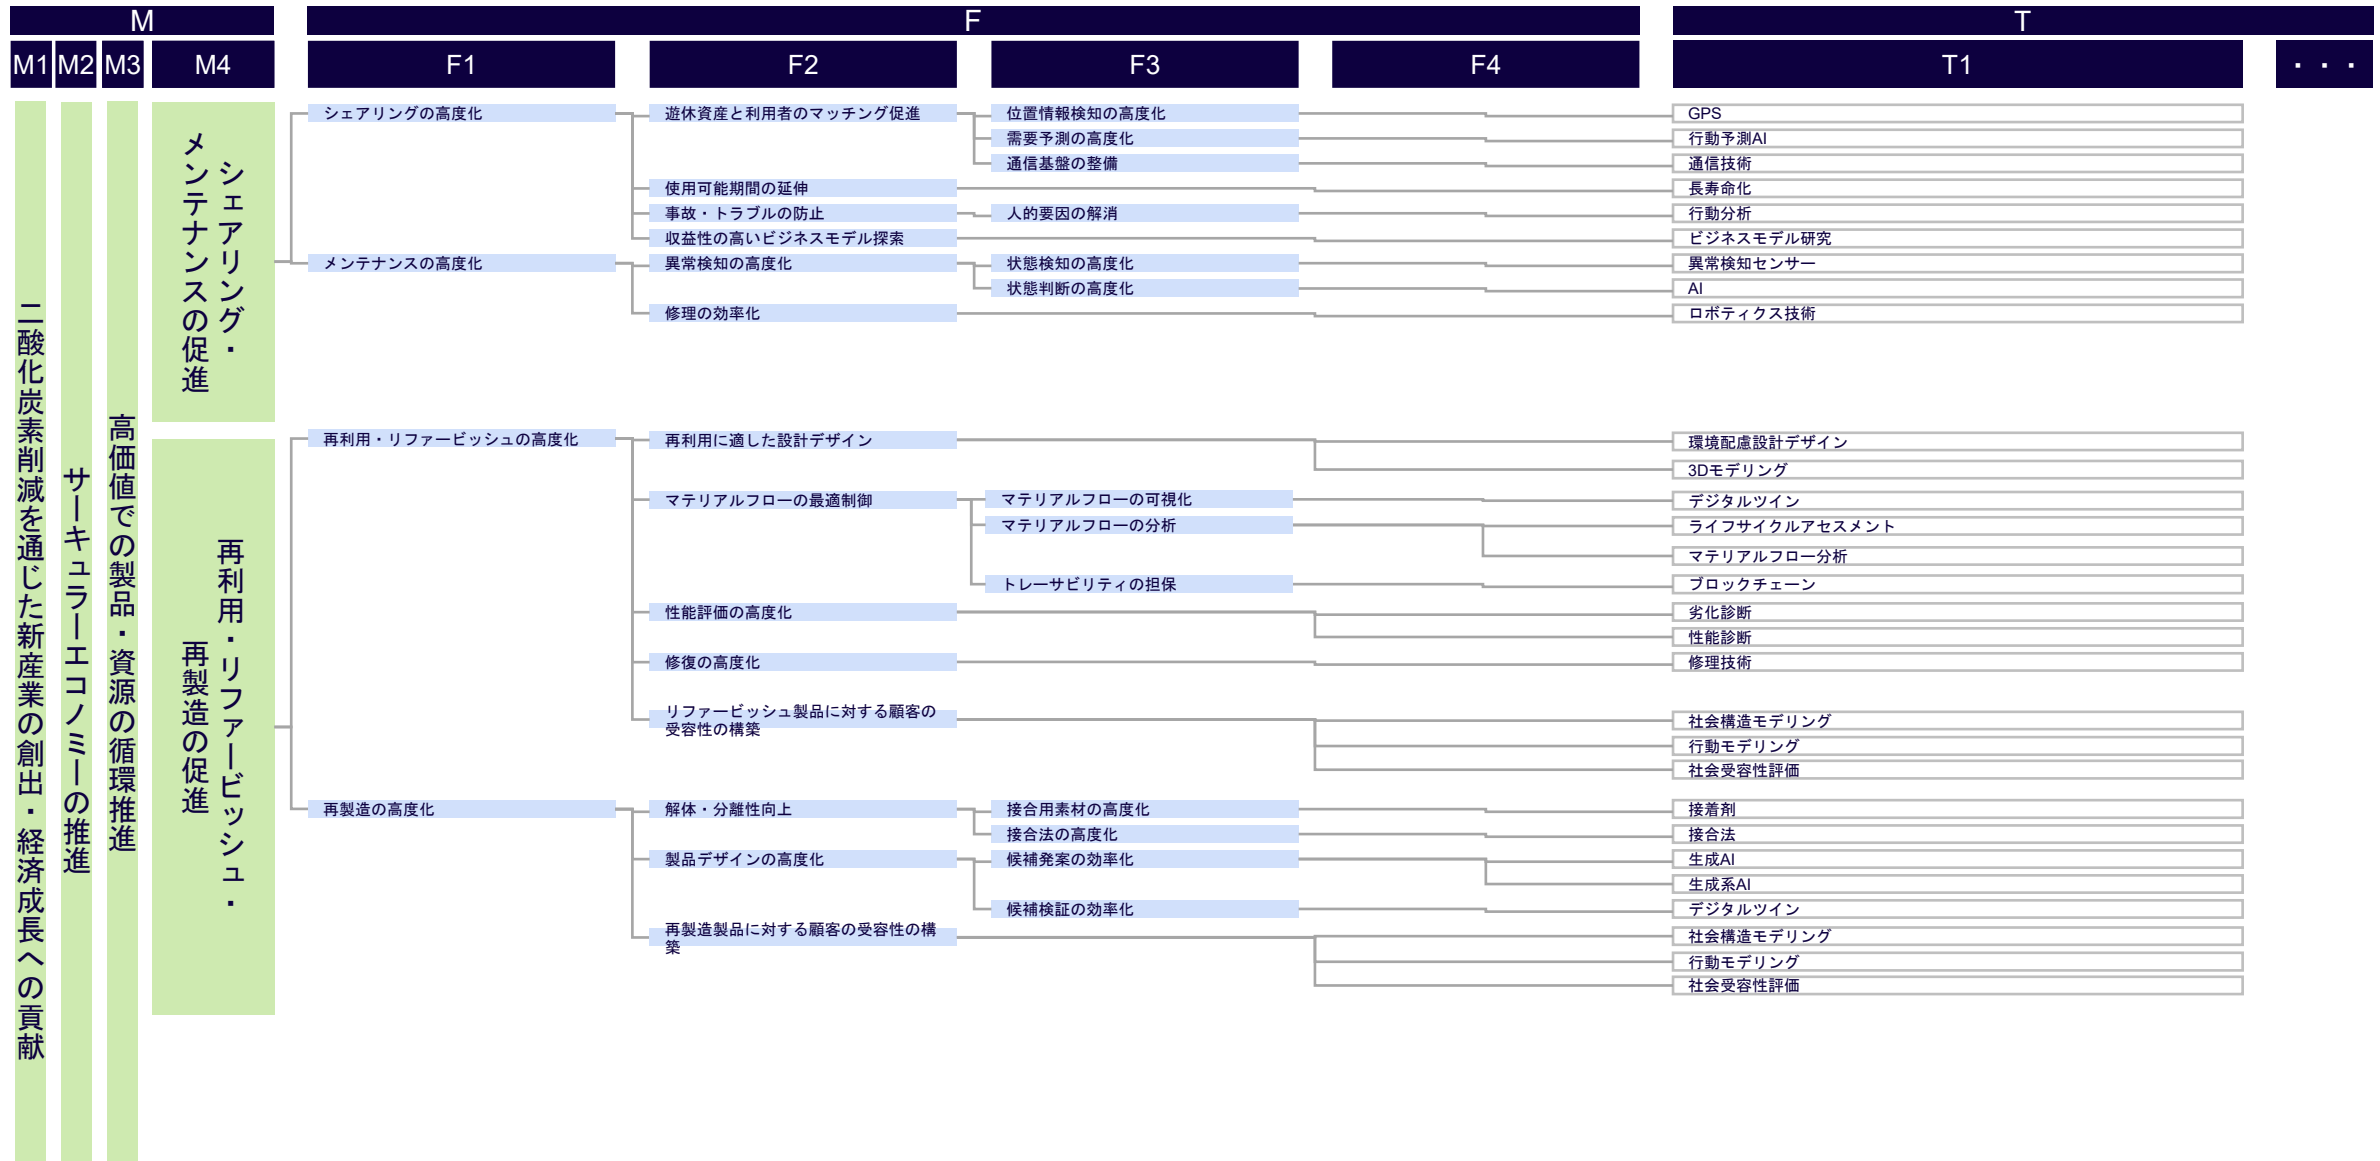 M
F
T
M1
M2
M3
M4
F1
F2
F3
F4
T1
・・・
二酸化炭素削減を通じた新産業の創出・経済成長への貢献
サーキュラーエコノミーの推進
高価値での製品・資源の循環推進
シェアリング・
メンテナンスの促進
シェアリングの高度化
遊休資産と利用者のマッチング促進
位置情報検知の高度化
GPS
需要予測の高度化
行動予測AI
通信基盤の整備
通信技術
使用可能期間の延伸
長寿命化
事故・トラブルの防止
人的要因の解消
行動分析
収益性の高いビジネスモデル探索
ビジネスモデル研究
メンテナンスの高度化
異常検知の高度化
状態検知の高度化
異常検知センサー
状態判断の高度化
AI
修理の効率化
ロボティクス技術
再利用・リファービッシュ・
再製造の促進
再利用・リファービッシュの高度化
再利用に適した設計デザイン
環境配慮設計デザイン
3Dモデリング
マテリアルフローの最適制御
マテリアルフローの可視化
デジタルツイン
マテリアルフローの分析
ライフサイクルアセスメント
マテリアルフロー分析
トレーサビリティの担保
ブロックチェーン
性能評価の高度化
劣化診断
性能診断
修復の高度化
修理技術
リファービッシュ製品に対する顧客の
受容性の構築
社会構造モデリング
行動モデリング
社会受容性評価
再製造の高度化
解体・分離性向上
接合用素材の高度化
接着剤
接合法の高度化
接合法
製品デザインの高度化
候補発案の効率化
生成AI
生成系AI
候補検証の効率化
デジタルツイン
再製造製品に対する顧客の受容性の構
築
社会構造モデリング
行動モデリング
社会受容性評価